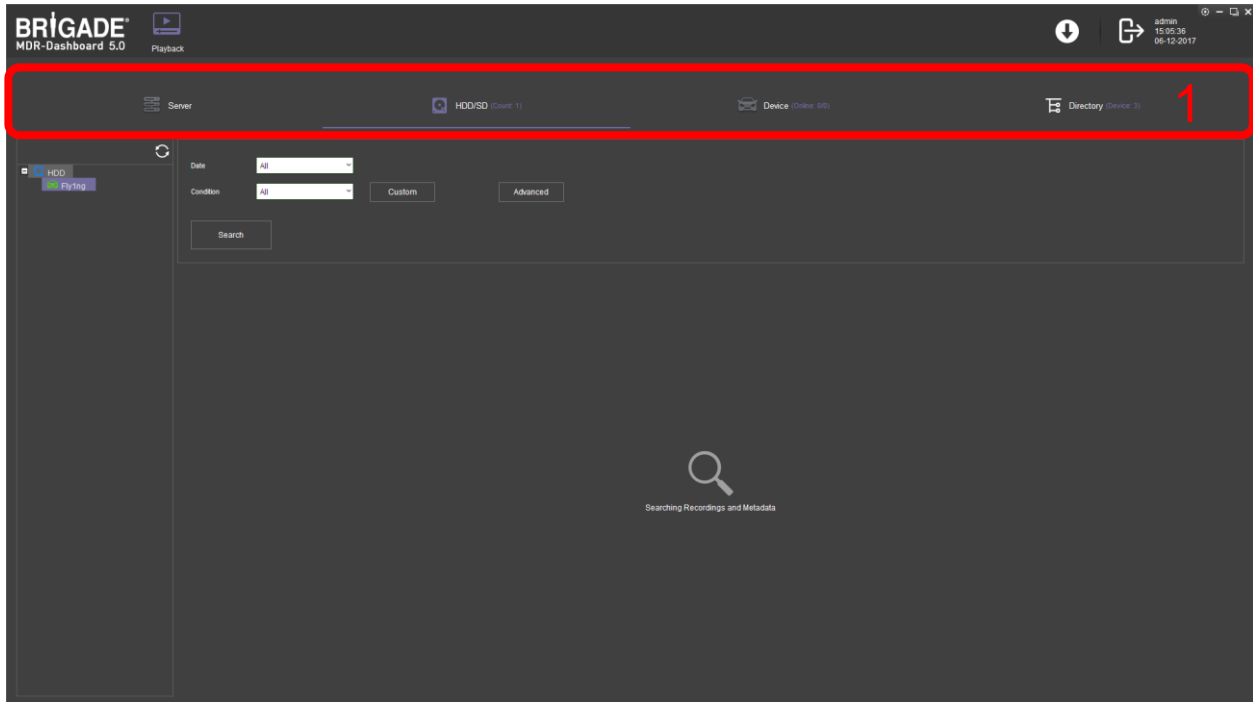 BRIGADE®
MDR-Dashboard 5.0
Playback
admin
15:05:36
06-12-2017
Server
HDD/SD (Count: 1)
Device (Online: 0/0)
Directory (Device: 3)
1
HDD
Fly1ng
Date All
Condition All Custom Advanced
Search
Searching Recordings and Metadata